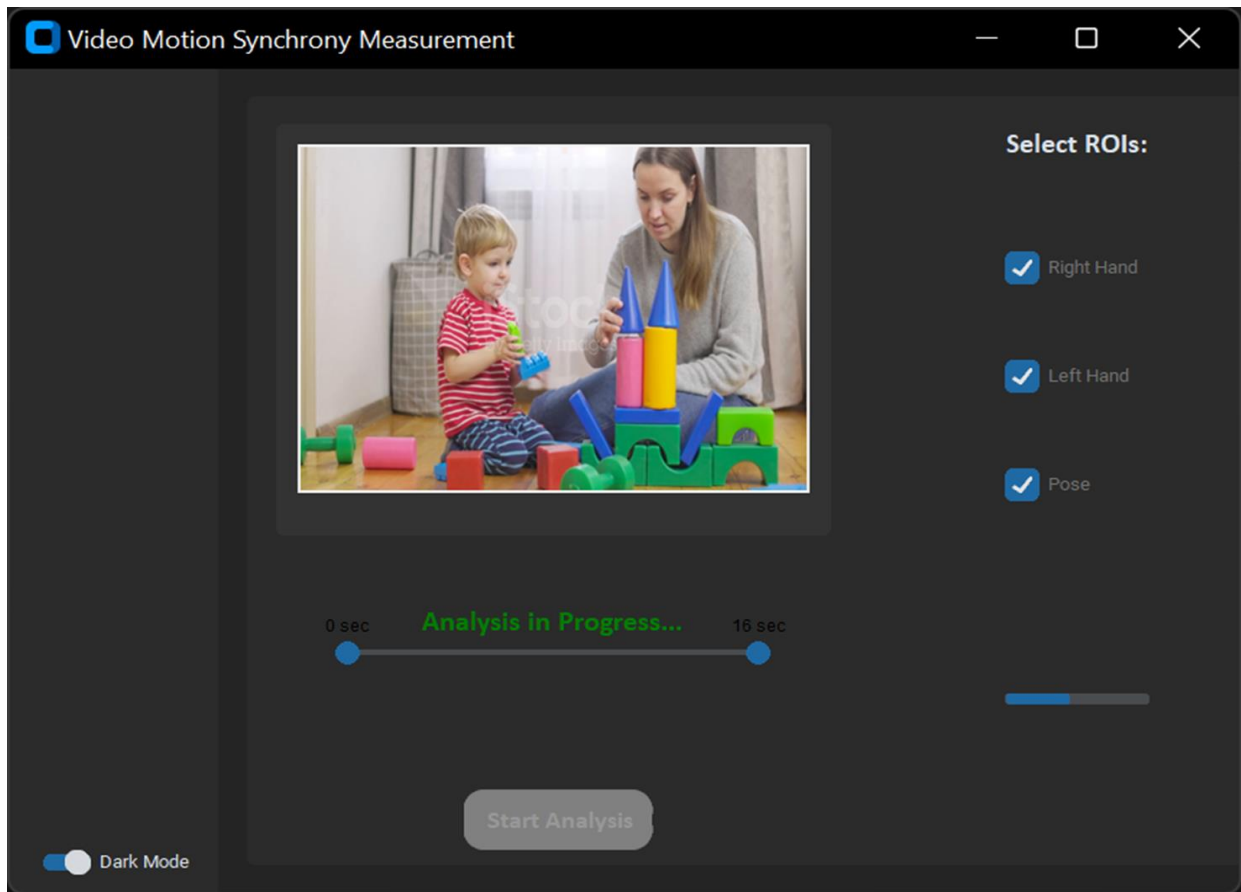 Video Motion Synchrony Measurement
Select ROIs:
Right Hand
Left Hand
Pose
0 sec
Analysis in Progress...
16 sec
Start Analysis
Dark Mode